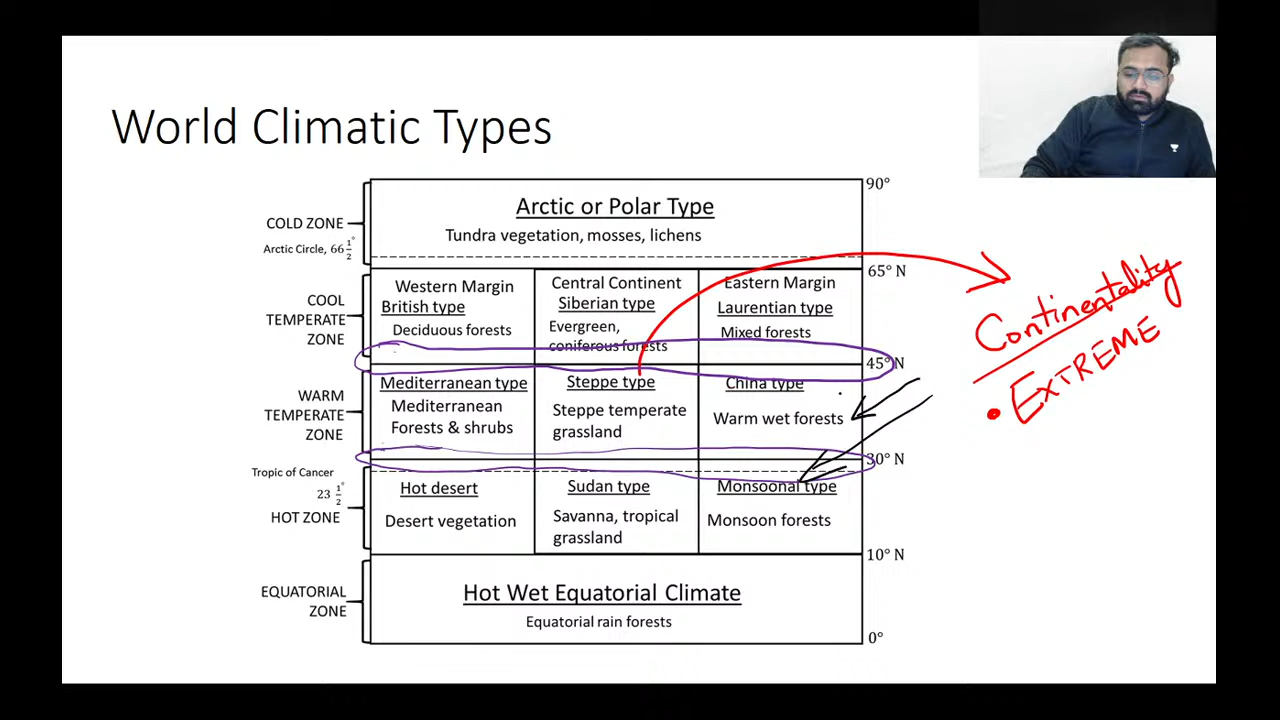 World Climatic Types
90°
Arctic or Polar Type
COLD ZONE
Tundra vegetation, mosses, lichens
Arctic Circle, 66 1/2°
65° N
Western Margin
Central Continent
Eastern Margin
British type
Siberian type
Laurentian type
COOL
TEMPERATE
ZONE
Deciduous forests
Evergreen,
coniferous forests
Mixed forests
Continentality
• EXTREME
45° N
Mediterranean type
Steppe type
China type
WARM
TEMPERATE
ZONE
Mediterranean
Forests & shrubs
Steppe temperate
grassland
Warm wet forests
30° N
Tropic of Cancer
23 1/2°
HOT ZONE
Hot desert
Sudan type
Monsoonal type
Desert vegetation
Savanna, tropical
grassland
Monsoon forests
10° N
EQUATORIAL
ZONE
Hot Wet Equatorial Climate
Equatorial rain forests
0°